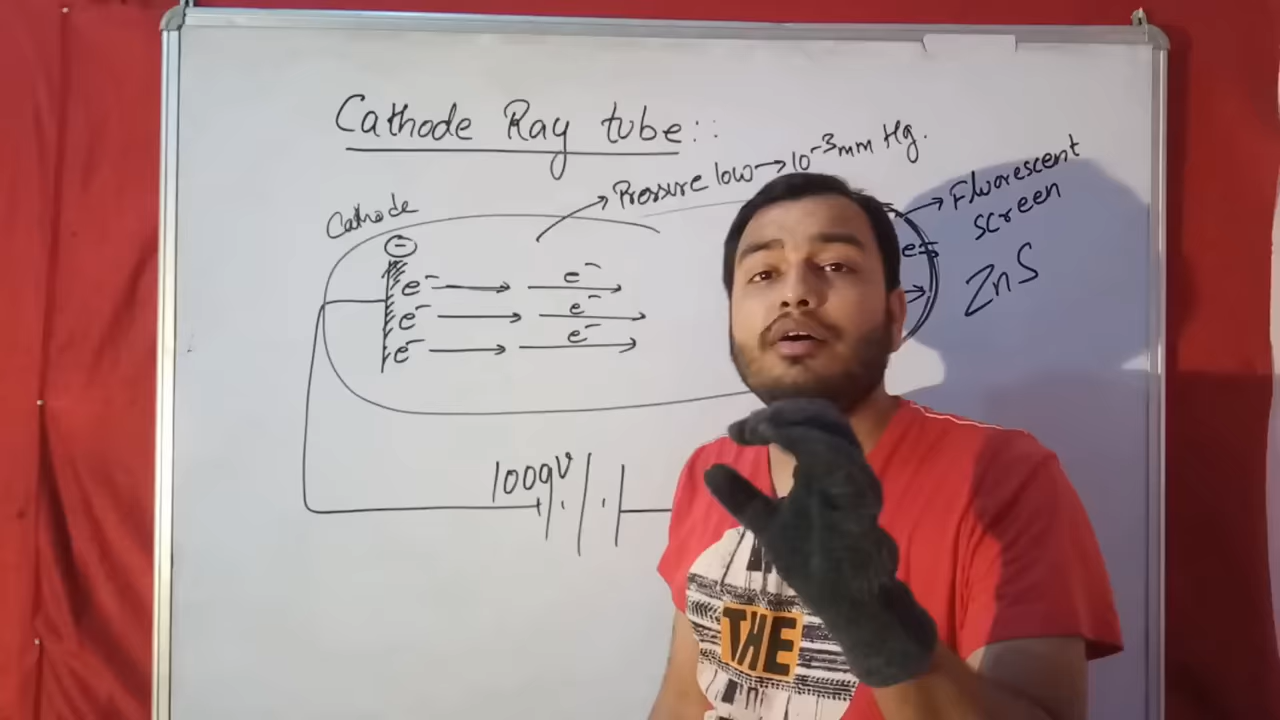 Cathode Ray tube::
Pressure low → 10⁻³mm Hg.
Cathode
Fluorescent
screen
ZnS
⊖
e⁻ e⁻
e⁻ e⁻
e⁻ e⁻
e⁻
1000V
THE